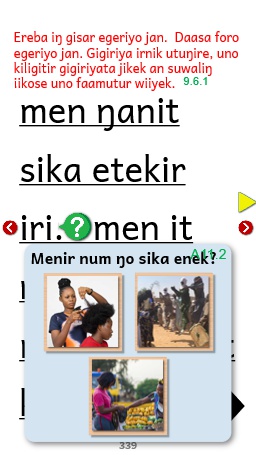 Ereba iŋ gisar egeriyo jan. Daasa foro
egeriyo jan. Gigiriya irnik utuŋire, uno
kiligitir gigiriyata jikek an suwaliŋ
iikose uno faamutur wiiyek. 9.6.1
men ŋanit
sika etekir
iri. ? men it
A11.2
Menir num ŋo sika enek?
339